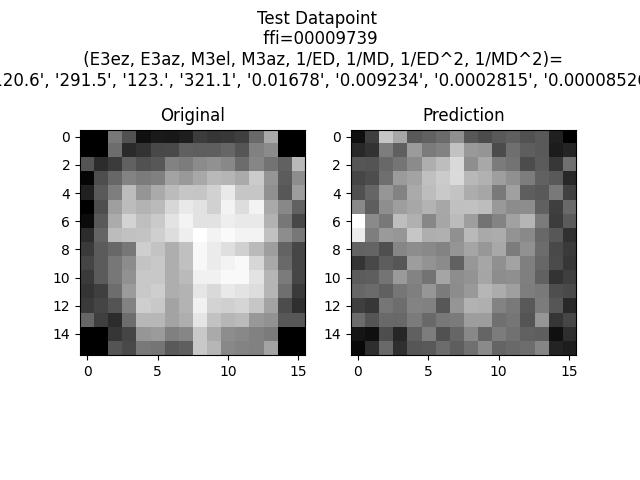 Test Datapoint
ffi=00009739
(E3ez, E3az, M3el, M3az, 1/ED, 1/MD, 1/ED^2, 1/MD^2)=
20.6', '291.5', '123.', '321.1', '0.01678', '0.009234', '0.0002815', '0.0000852
Original Prediction
0 0
2 2
4 4
6 6
8 8
10 10
12 12
14 14
0 5 10 15 0 5 10 15